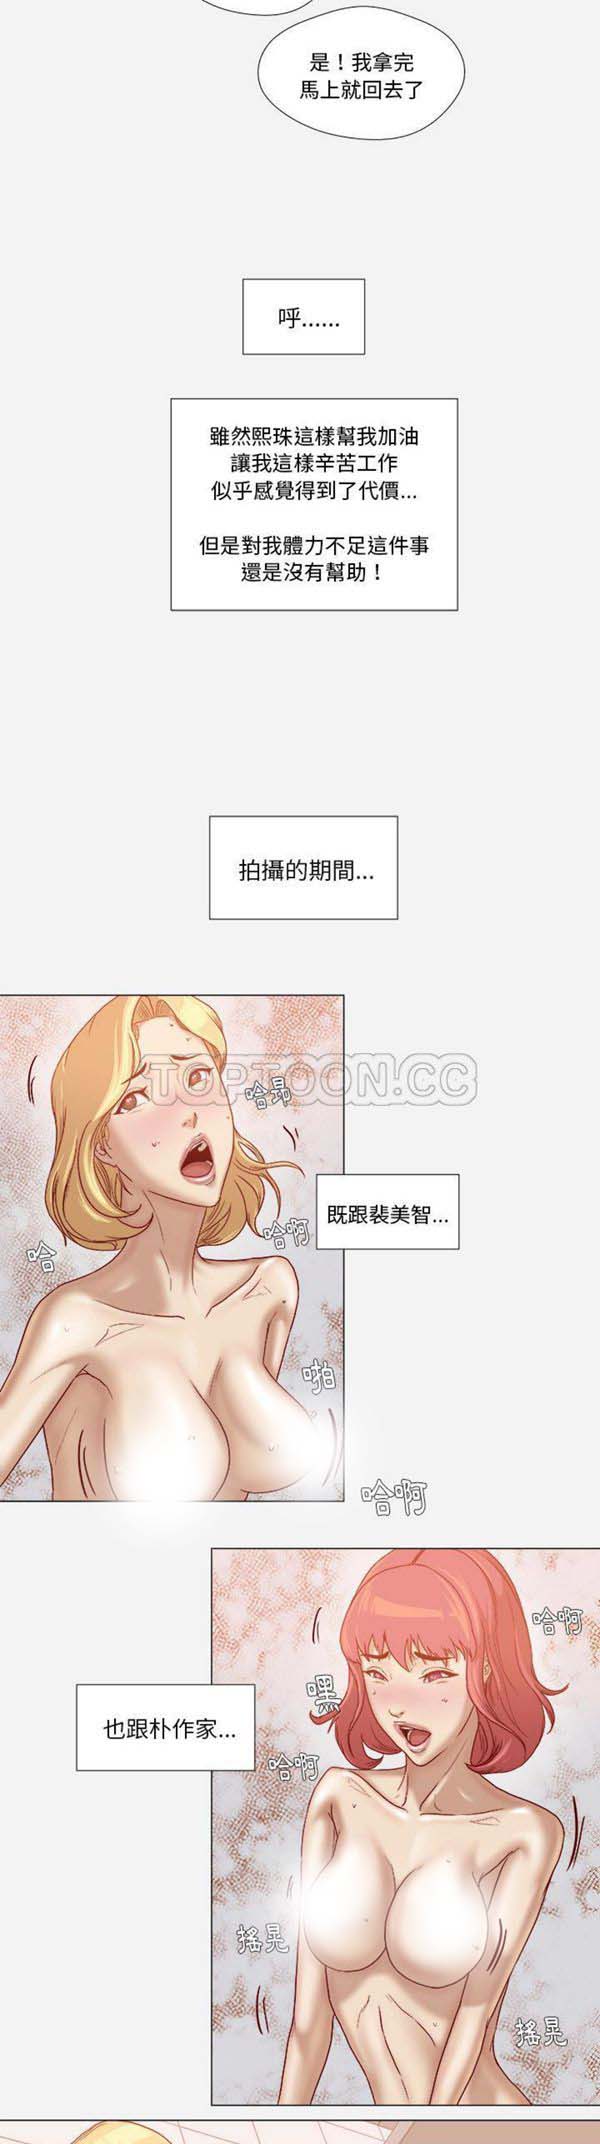 是！我拿完
馬上就回去了
呼......
雖然熙珠這樣幫我加油
讓我這樣辛苦工作
似乎感覺得到了代價...
但是對我體力不足這件事
還是沒有幫助！
拍攝的期間...
TOPTOON.CC
哈昂
既跟裴美智...
哈啊
哈
啪
哈啊
哈啊
嘿
也跟朴作家...
哈啊
搖晃
搖晃